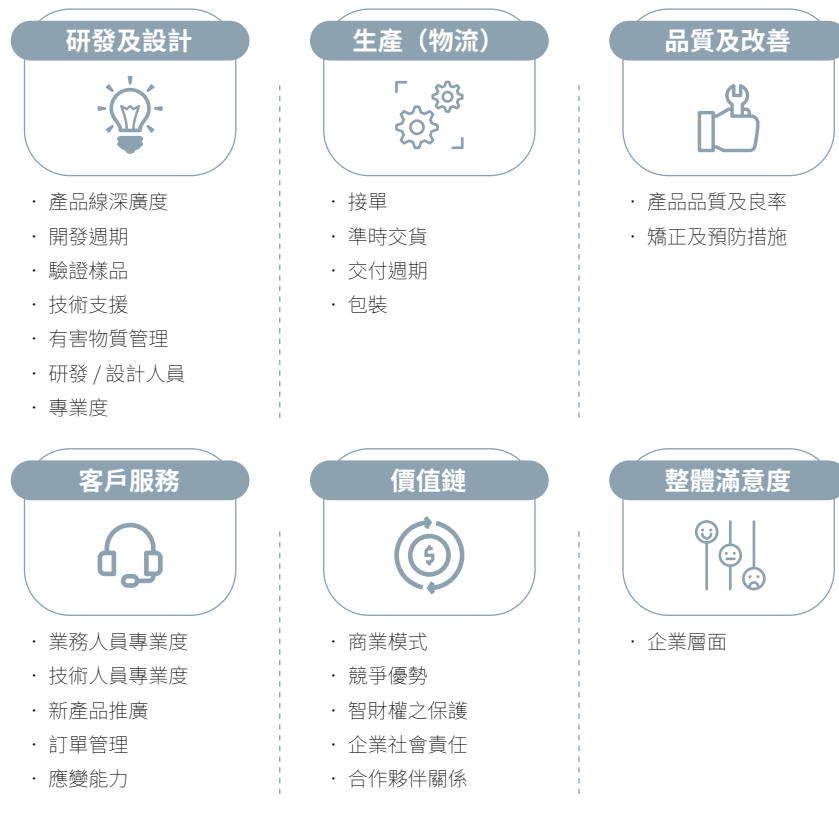 研發及設計
・產品線深廣度
・開發週期
・驗證樣品
・技術支援
・有害物質管理
・研發 / 設計人員
・專業度
生產（物流）
・接單
・準時交貨
・交付週期
・包裝
品質及改善
・產品品質及良率
・矯正及預防措施
客戶服務
・業務人員專業度
・技術人員專業度
・新產品推廣
・訂單管理
・應變能力
價值鏈
$
・商業模式
・競爭優勢
・智財權之保護
・企業社會責任
・合作夥伴關係
整體滿意度
・企業層面